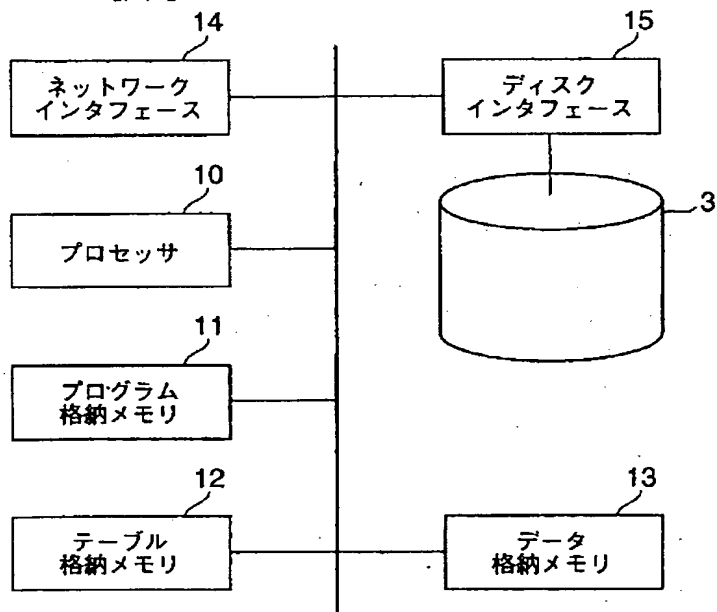 14
ネットワーク
インタフェース
15
ディスク
インタフェース
3
10
プロセッサ
11
プログラム
格納メモリ
12
テーブル
格納メモリ
13
データ
格納メモリ